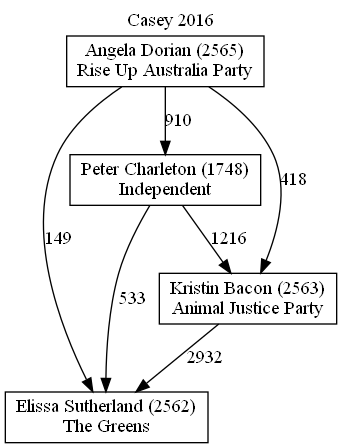 Casey 2016
Angela Dorian (2565)
Rise Up Australia Party
910
Peter Charleton (1748)
Independent
418
149
1216
Kristin Bacon (2563)
Animal Justice Party
533
2932
Elissa Sutherland (2562)
The Greens